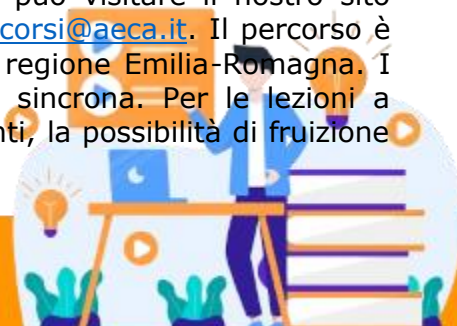 può visitare il nostro sito
corsi@aeca.it. Il percorso è
regione Emilia-Romagna. I
sincrona. Per le lezioni a
nti, la possibilità di fruizione